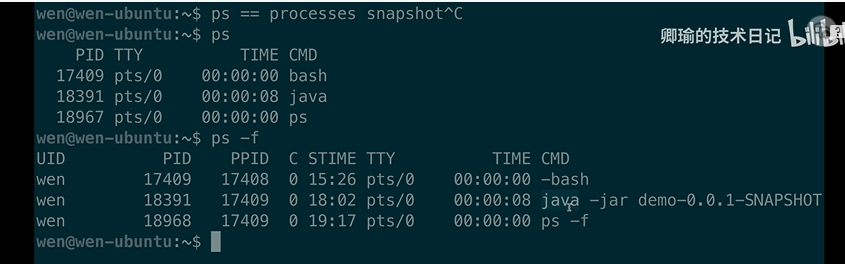 wen@wen-ubuntu:~$ ps == processes snapshot^C
wen@wen-ubuntu:~$ ps
卿瑜的技术日记 bilibili
PID TTY TIME CMD
17409 pts/0 00:00:00 bash
18391 pts/0 00:00:08 java
18967 pts/0 00:00:00 ps
wen@wen-ubuntu:~$ ps -f
UID PID PPID C STIME TTY TIME CMD
wen 17409 17408 0 15:26 pts/0 00:00:00 -bash
wen 18391 17409 0 18:02 pts/0 00:00:08 java -jar demo-0.0.1-SNAPSHOT
wen 18968 17409 0 19:17 pts/0 00:00:00 ps -f
wen@wen-ubuntu:~$